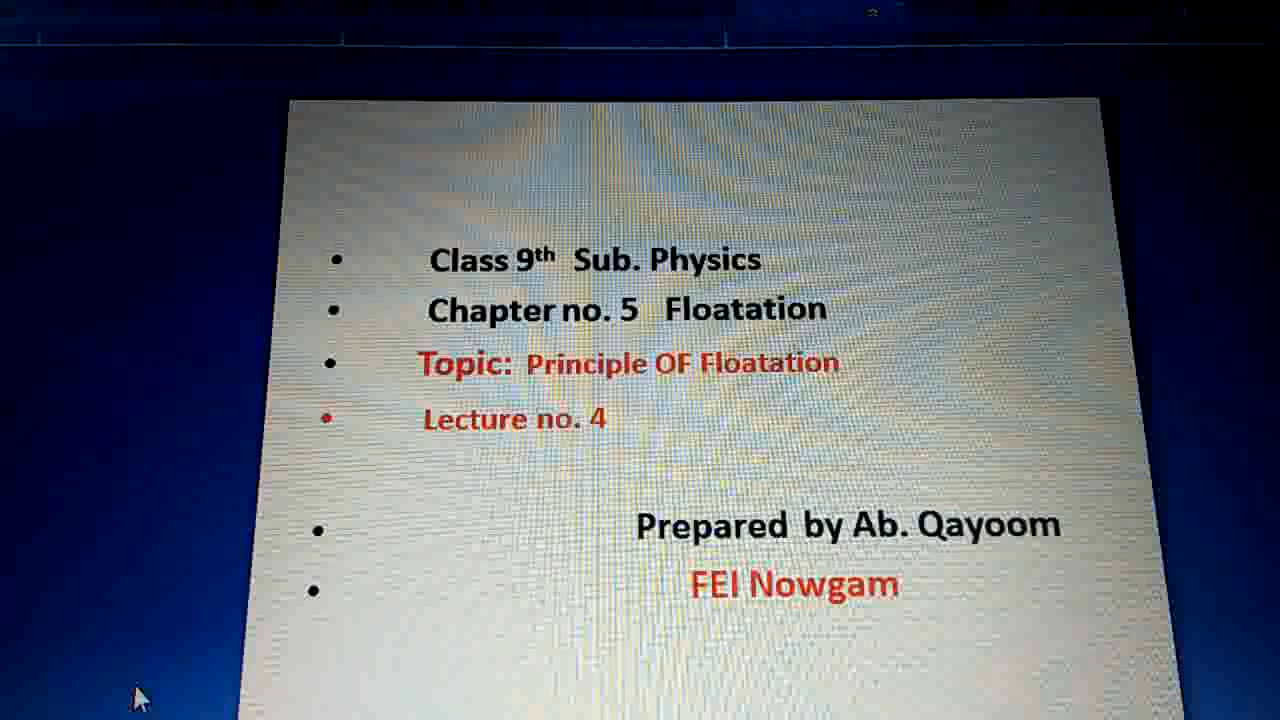 Class 9th Sub. Physics
Chapter no. 5 Floatation
Topic: Principle OF Floatation
Lecture no. 4
Prepared by Ab. Qayoom
FEI Nowgam